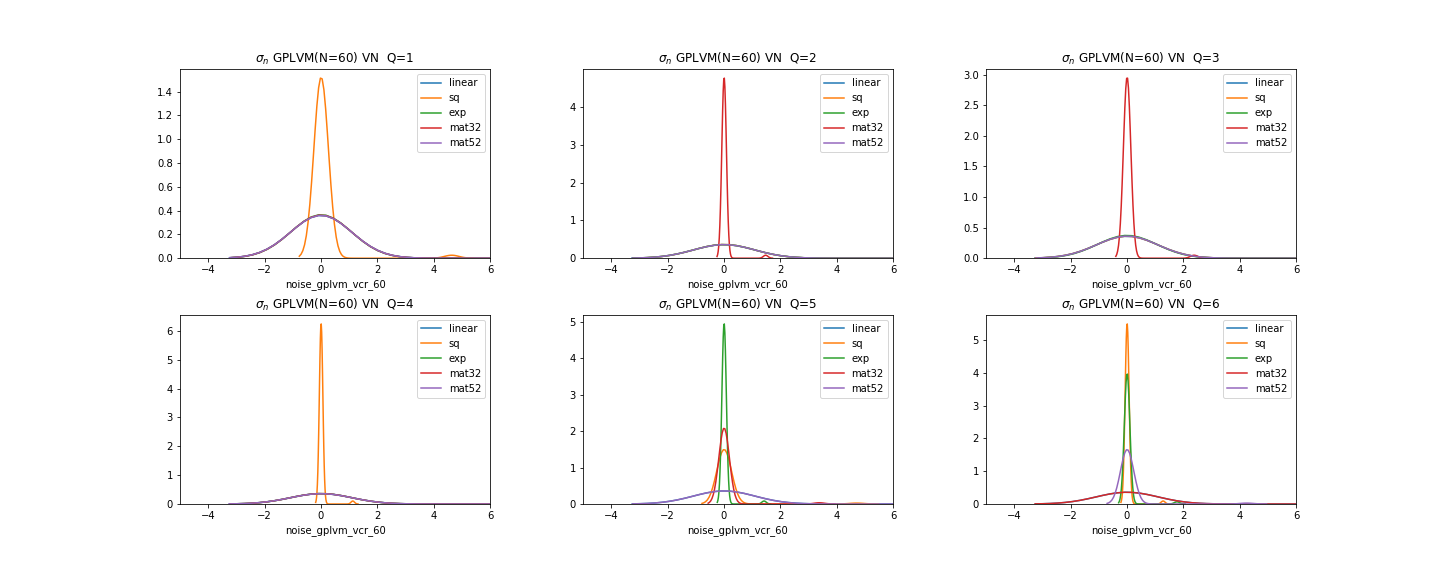 σn GPLVM(N=60) VN Q=1
1.4
1.2
1.0
0.8
0.6
0.4
0.2
0.0
linear
sq
exp
mat32
mat52
−4 −2 0 2 4 6
noise_gplvm_vcr_60
σn GPLVM(N=60) VN Q=2
4
3
2
1
0
linear
sq
exp
mat32
mat52
−4 −2 0 2 4 6
noise_gplvm_vcr_60
σn GPLVM(N=60) VN Q=3
3.0
2.5
2.0
1.5
1.0
0.5
0.0
linear
sq
exp
mat32
mat52
−4 −2 0 2 4 6
noise_gplvm_vcr_60
σn GPLVM(N=60) VN Q=4
6
5
4
3
2
1
0
linear
sq
exp
mat32
mat52
−4 −2 0 2 4 6
noise_gplvm_vcr_60
σn GPLVM(N=60) VN Q=5
5
4
3
2
1
0
linear
sq
exp
mat32
mat52
−4 −2 0 2 4 6
noise_gplvm_vcr_60
σn GPLVM(N=60) VN Q=6
5
4
3
2
1
0
linear
sq
exp
mat32
mat52
−4 −2 0 2 4 6
noise_gplvm_vcr_60